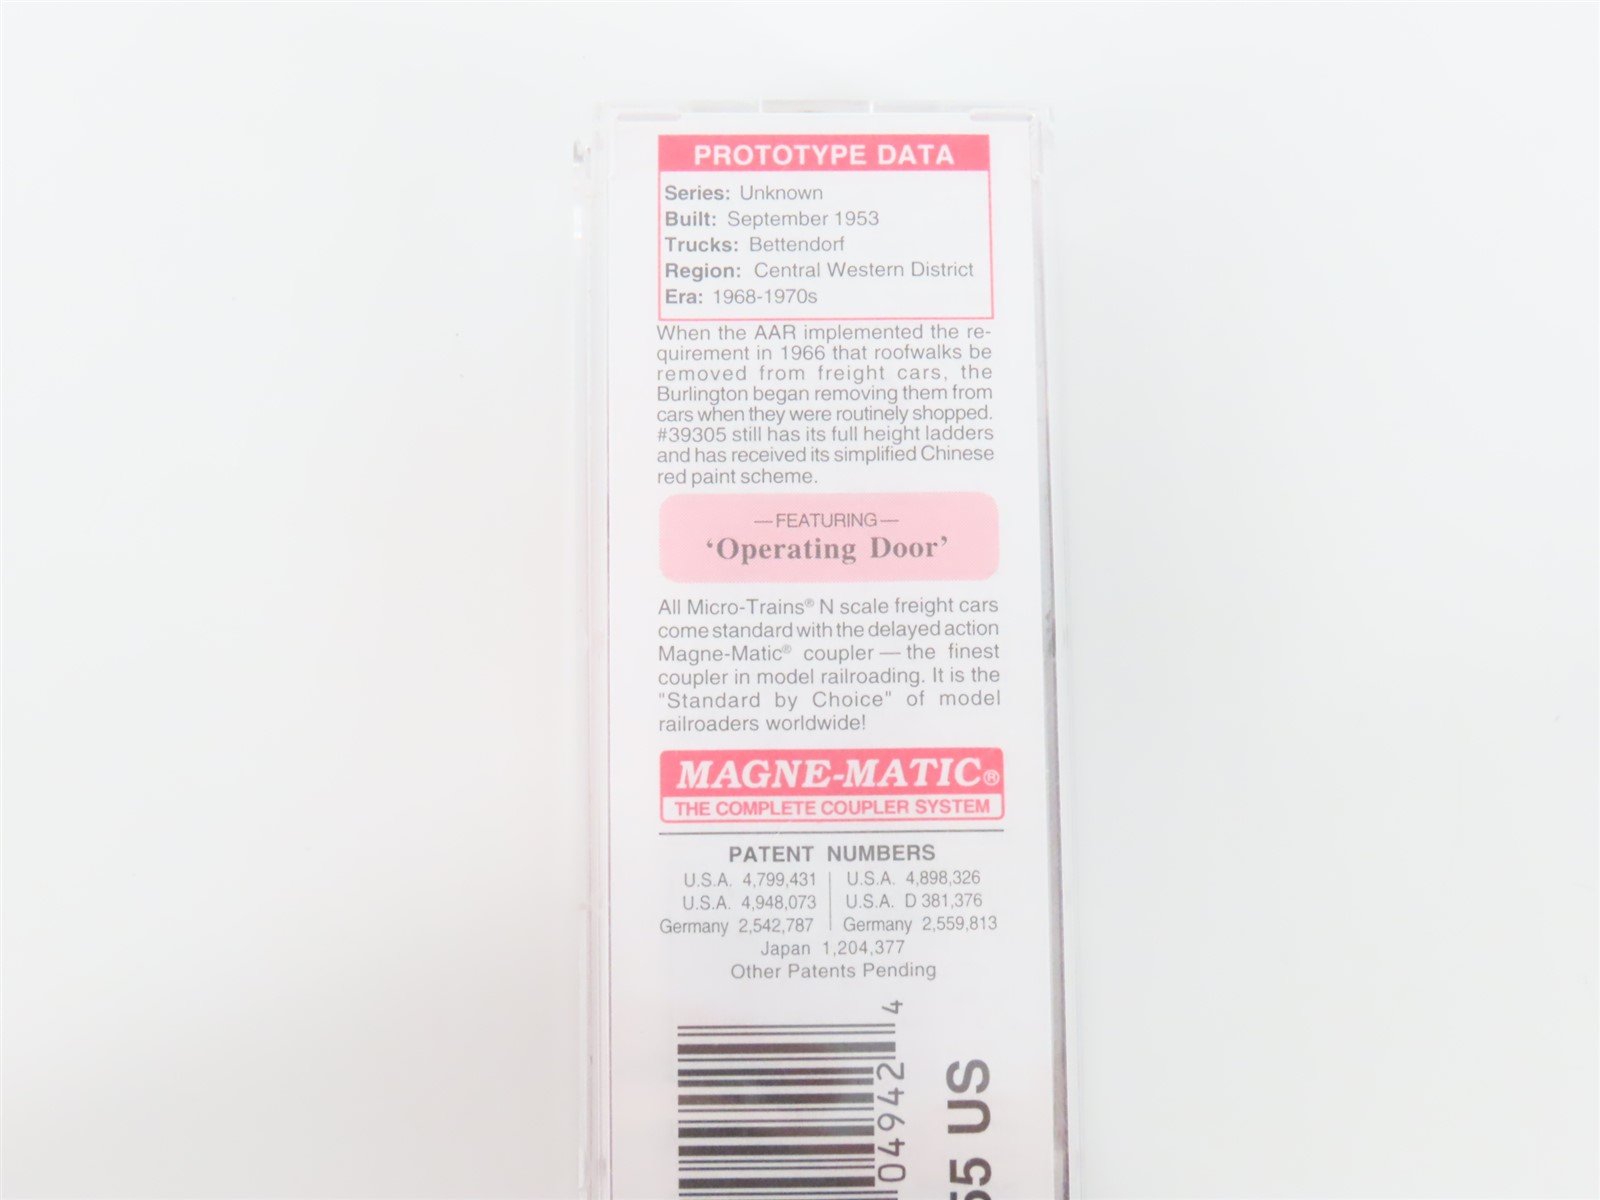 PROTOTYPE DATA
Series: Unknown
Built: September 1953
Trucks: Bettendorf
Region: Central Western District
Era: 1968-1970s
When the AAR implemented the re-
quirement in 1966 that roofwalks be
removed from freight cars, the
Burlington began removing them from
cars when they were routinely shopped.
#39305 still has its full height ladders
and has received its simplified Chinese
red paint scheme.
—FEATURING—
‘Operating Door’
All Micro-Trains® N scale freight cars
come standard with the delayed action
Magne-Matic® coupler — the finest
coupler in model railroading. It is the
"Standard by Choice" of model
railroaders worldwide!
MAGNE-MATIC®
THE COMPLETE COUPLER SYSTEM
PATENT NUMBERS
U.S.A. 4,799,431 | U.S.A. 4,898,326
U.S.A. 4,948,073 | U.S.A. D 381,376
Germany 2,542,787 | Germany 2,559,813
Japan 1,204,377
Other Patents Pending
04942 4
55 US